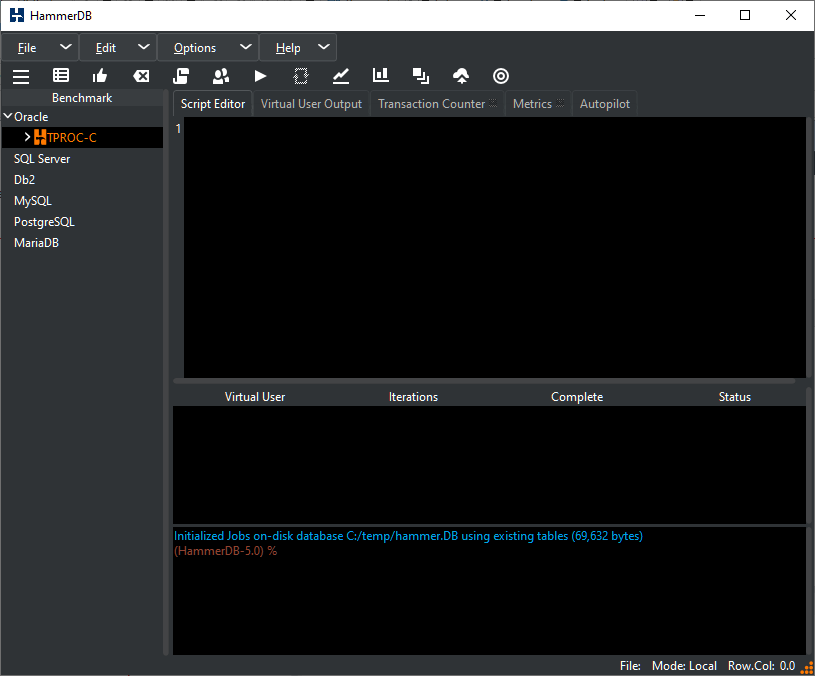 HammerDB
File Edit Options Help
Benchmark
Oracle
TPROC-C
SQL Server
Db2
MySQL
PostgreSQL
MariaDB
Script Editor Virtual User Output Transaction Counter Metrics Autopilot
1
Virtual User Iterations Complete Status
Initialized Jobs on-disk database C:/temp/hammer.DB using existing tables (69,632 bytes)
(HammerDB-5.0) %
File: Mode: Local Row.Col: 0.0